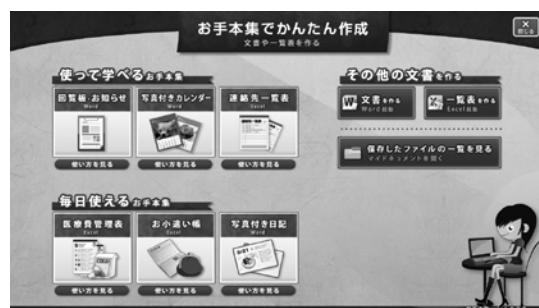 お手本集でかんたん作成
文書や一覧表を作る
閉じる
使って学べるお手本集
回覧板・お知らせ
Word
写真付きカレンダー
Word
連絡先一覧表
Excel
使い方を見る
使い方を見る
使い方を見る
毎日使えるお手本集
医療費管理表
Excel
お小遣い帳
Excel
写真付き日記
Word
使い方を見る
使い方を見る
使い方を見る
その他の文書を作る
文書を作る
Word起動
一覧表を作る
Excel起動
保存したファイルの一覧を見る
マイドキュメントを開く